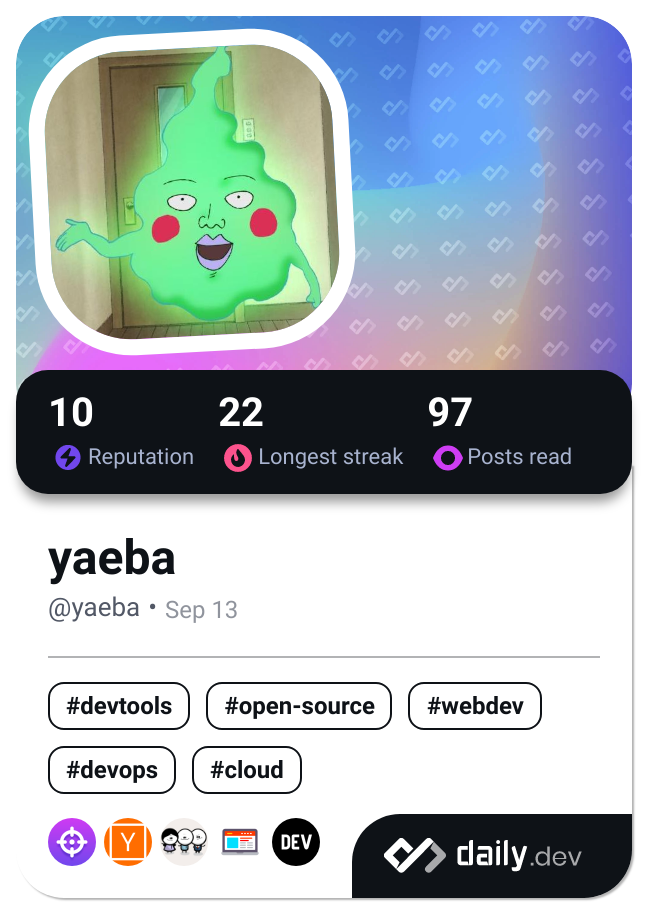 10 22 97
Reputation Longest streak Posts read
yaeba
@yaeba • Sep 13
#devtools #open-source #webdev
#devops #cloud
Y DEV daily.dev